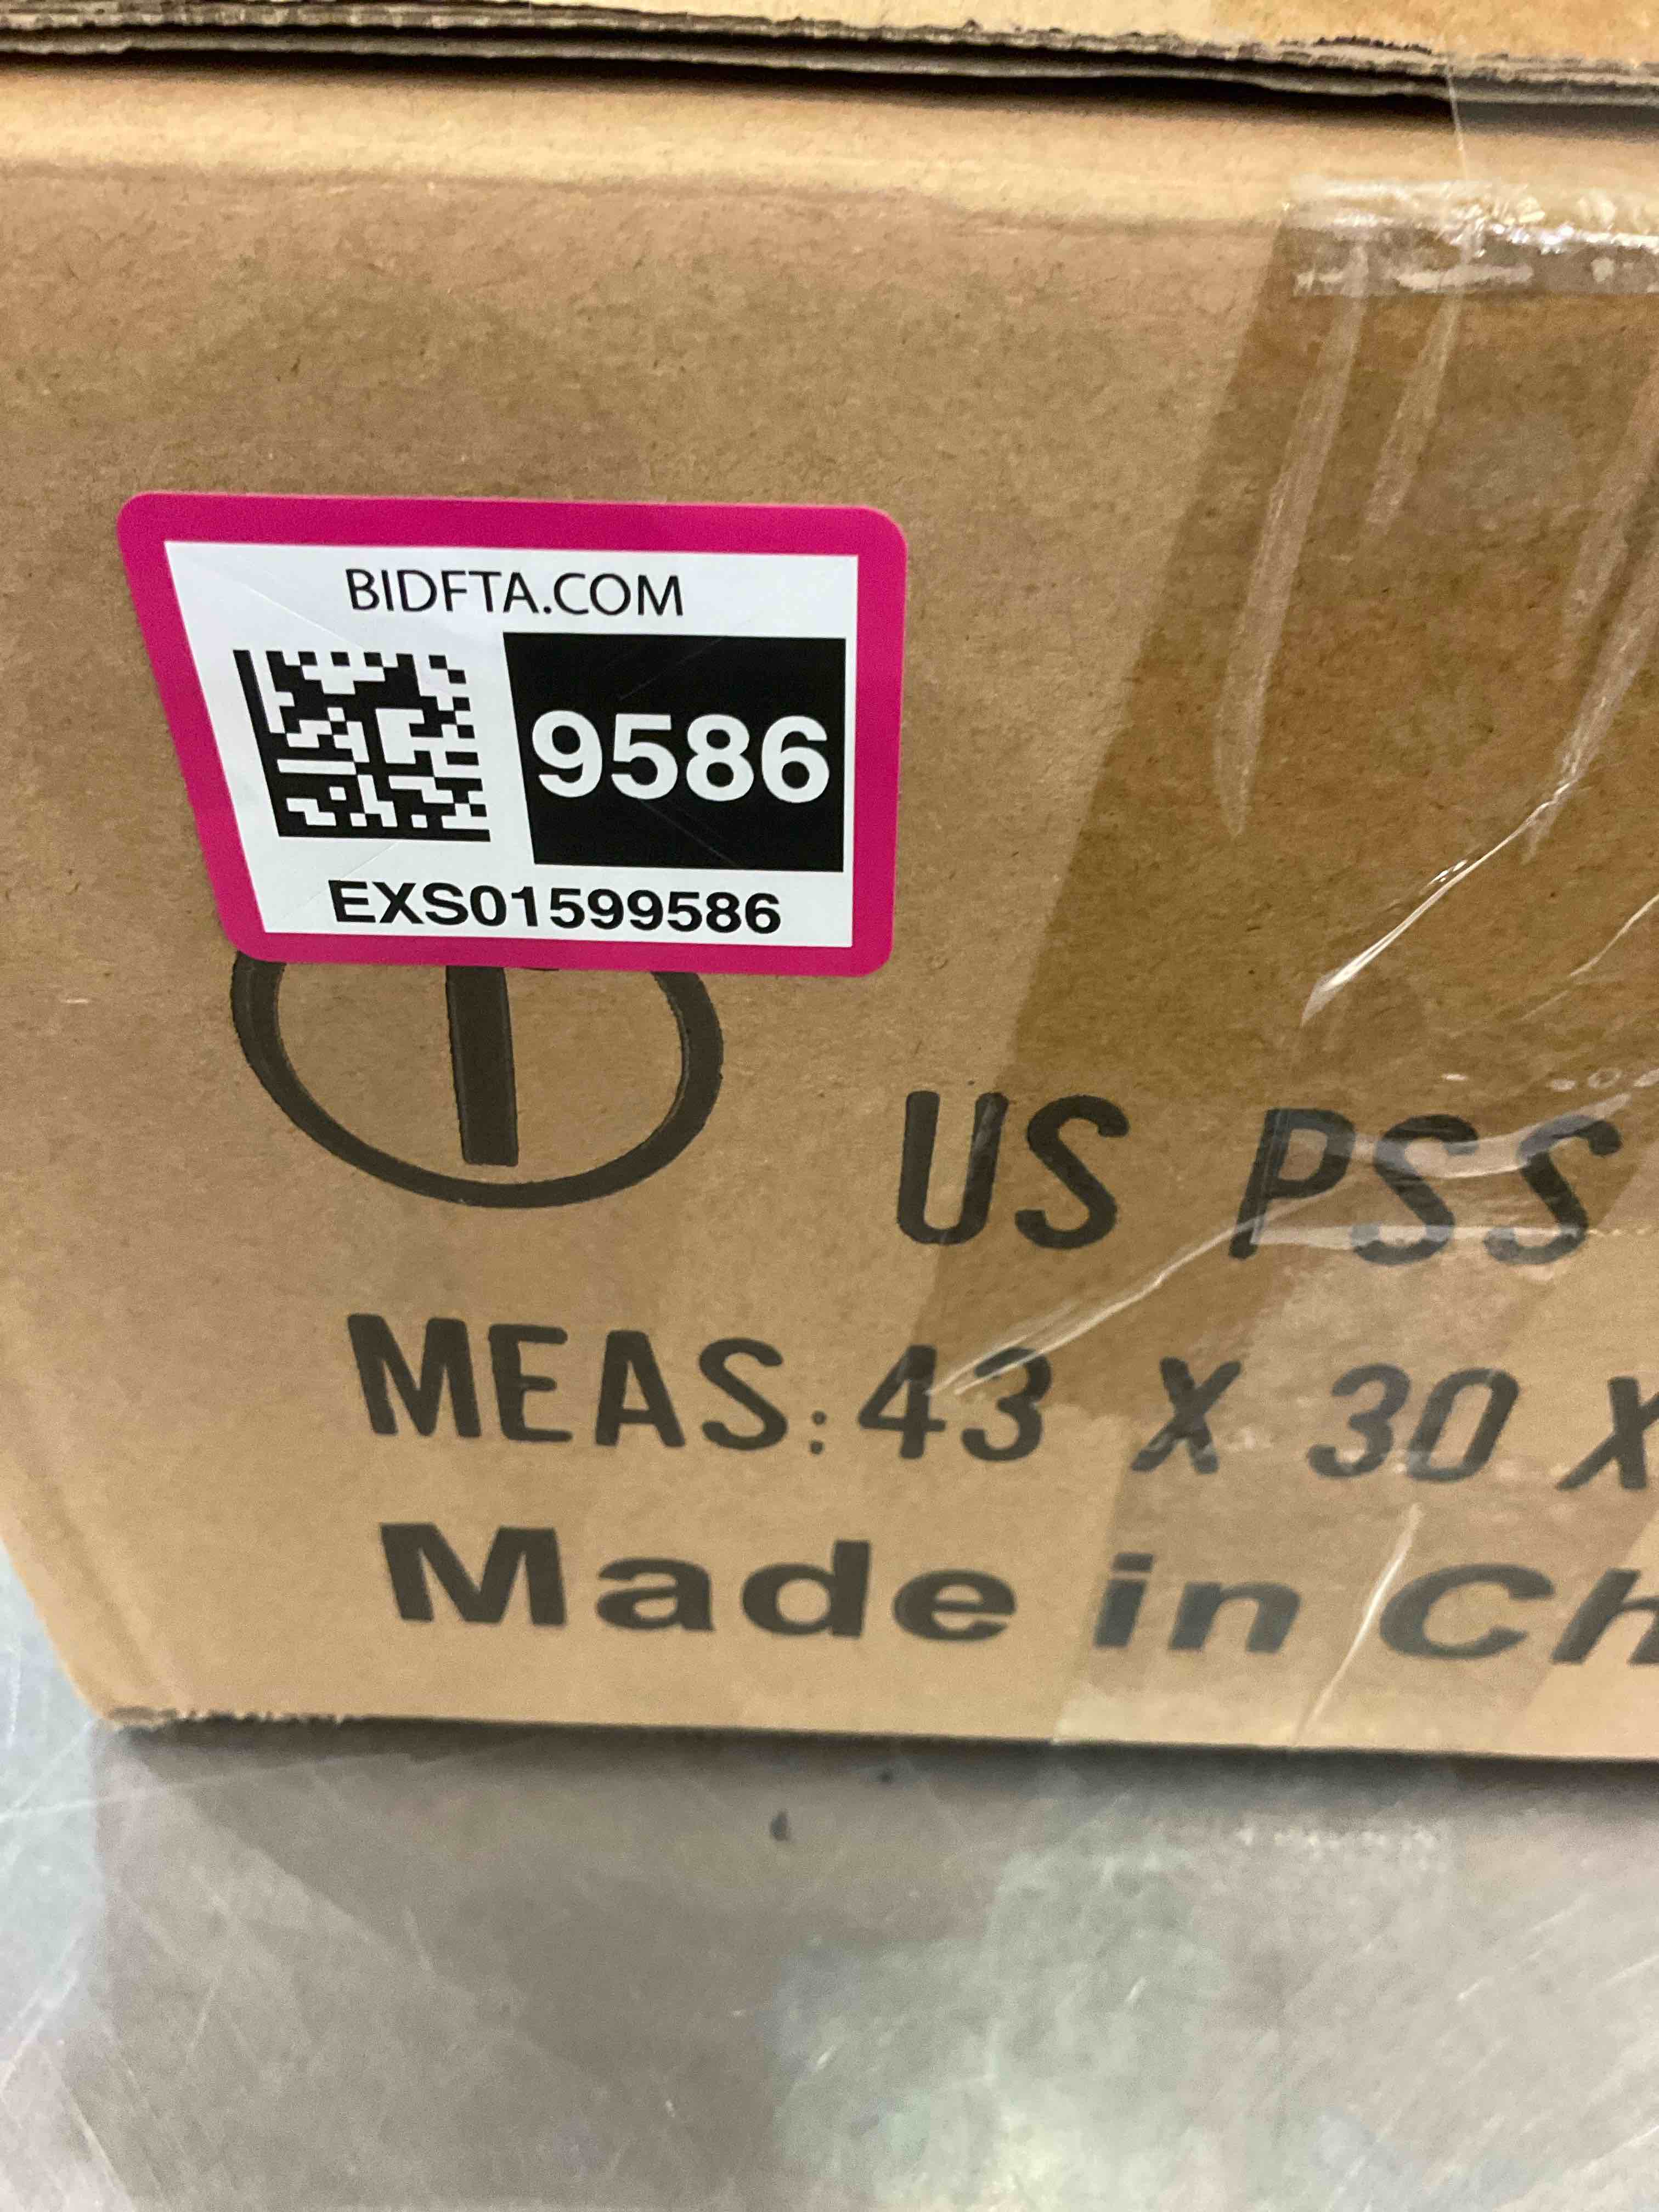 BIDFTA.COM
9586
EXS01599586
US PSS
MEAS:43 X 30 X
Made in Ch